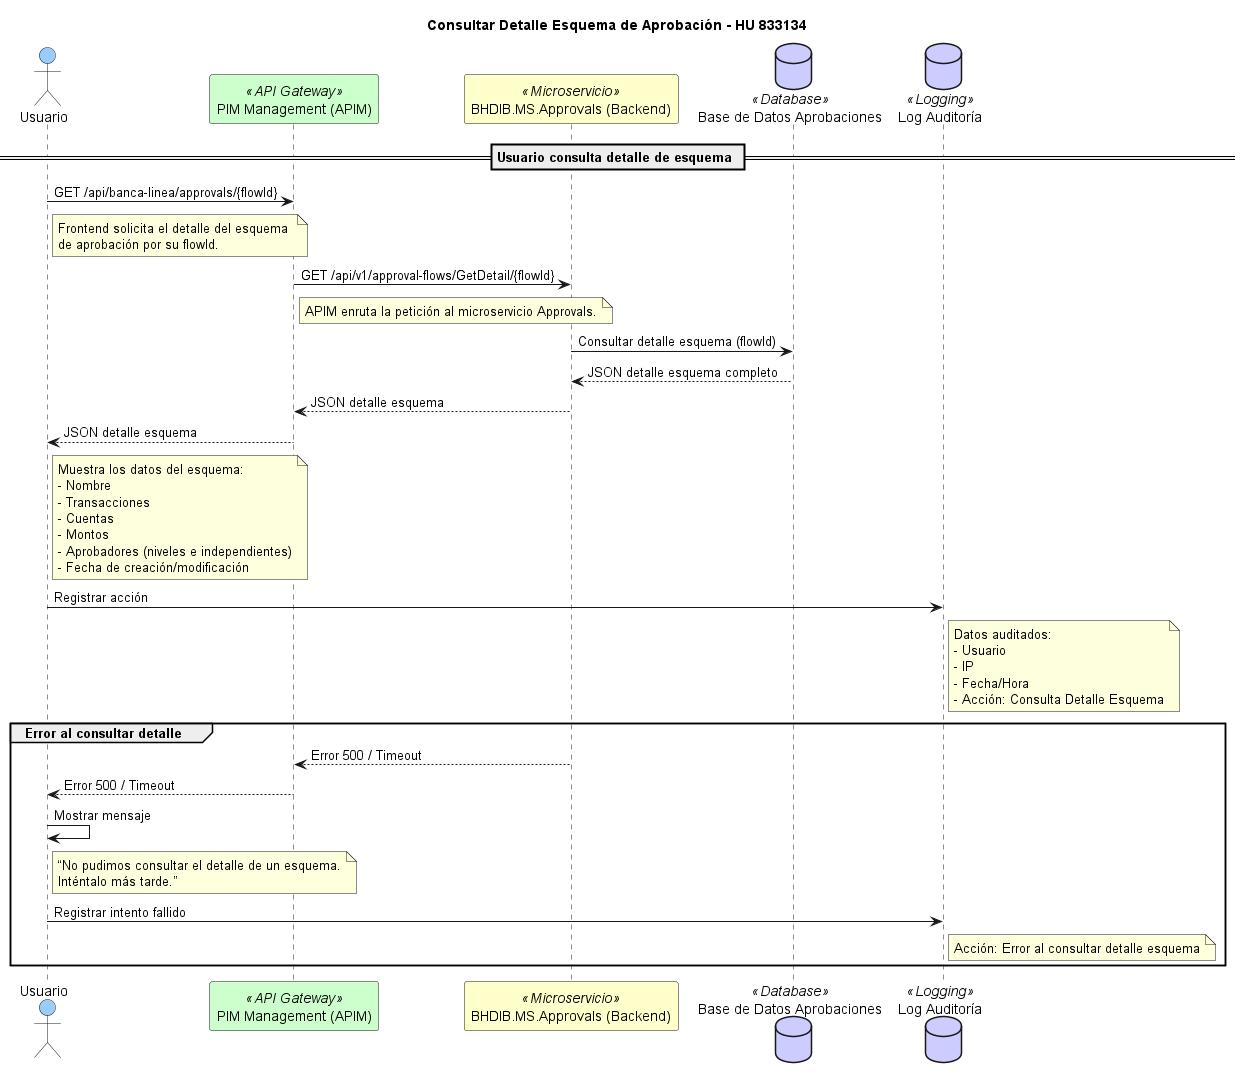 Consultar Detalle Esquema de Aprobación - HU 833134
Usuario
«API Gateway»
PIM Management (APIM)
«Microservicio»
BHDIB.MS.Approvals (Backend)
«Database»
Base de Datos Aprobaciones
«Logging»
Log Auditoría
Usuario consulta detalle de esquema
GET /api/banca-linea/approvals/{flowId}
Frontend solicita el detalle del esquema
de aprobación por su flowId.
GET /api/v1/approval-flows/GetDetail/{flowId}
APIM enruta la petición al microservicio Approvals.
Consultar detalle esquema (flowId)
JSON detalle esquema completo
JSON detalle esquema
JSON detalle esquema
Muestra los datos del esquema:
- Nombre
- Transacciones
- Cuentas
- Montos
- Aprobadores (niveles e independientes)
- Fecha de creación/modificación
Registrar acción
Datos auditados:
- Usuario
- IP
- Fecha/Hora
- Acción: Consulta Detalle Esquema
Error al consultar detalle
Error 500 / Timeout
Error 500 / Timeout
Mostrar mensaje
“No pudimos consultar el detalle de un esquema.
Inténtalo más tarde.”
Registrar intento fallido
Acción: Error al consultar detalle esquema
Usuario
«API Gateway»
PIM Management (APIM)
«Microservicio»
BHDIB.MS.Approvals (Backend)
«Database»
Base de Datos Aprobaciones
«Logging»
Log Auditoría